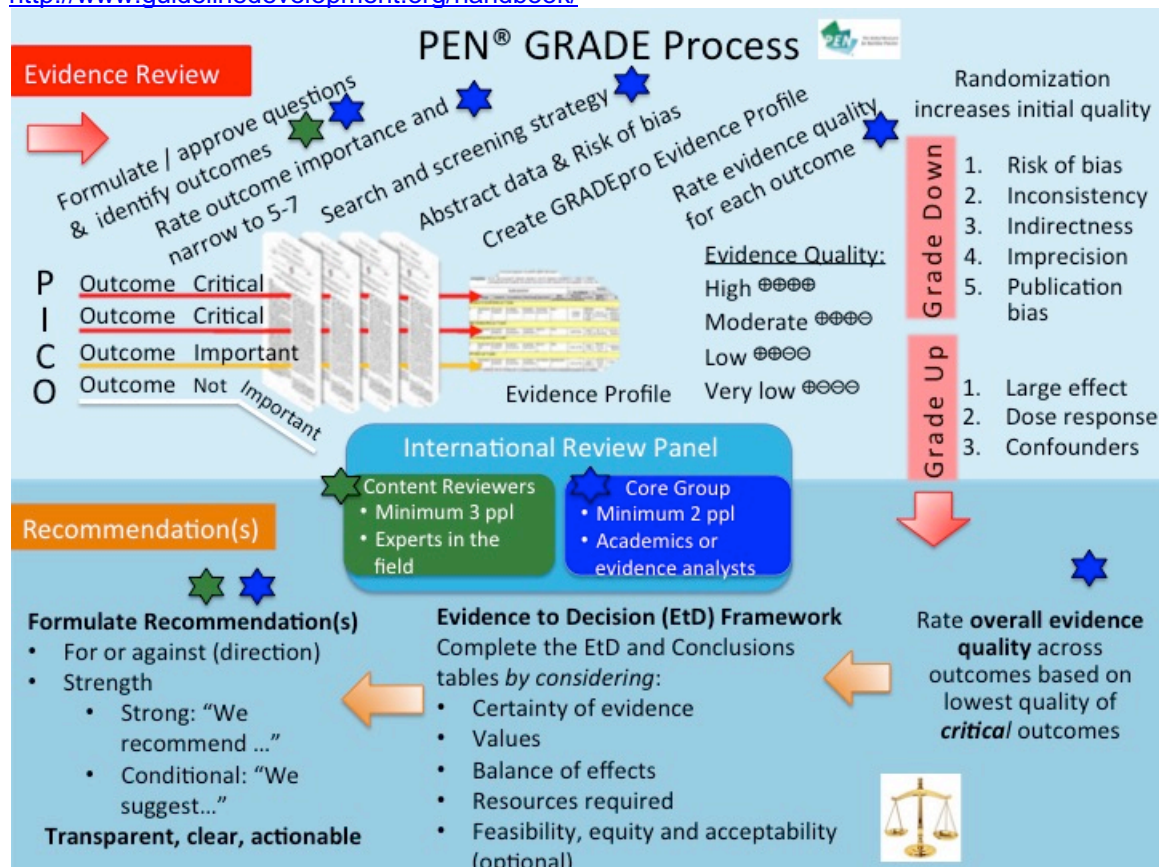 http://www.guidelinedevelopment.org/handbook/
PEN® GRADE Process
PEN
Evidence Review
Formulate / approve questions
& identify outcomes
Rate outcome importance and
narrow to 5-7
Search and screening strategy
Abstract data & Risk of bias
Create GRADEpro Evidence Profile
Rate evidence quality
for each outcome
Randomization
increases initial quality
Grade Down
1. Risk of bias
2. Inconsistency
3. Indirectness
4. Imprecision
5. Publication
bias
P
I
C
O
Outcome Critical
Outcome Critical
Outcome Important
Outcome Not Important
Evidence Profile
Evidence Quality:
High ⊕⊕⊕⊕
Moderate ⊕⊕⊕⊖
Low ⊕⊕⊖⊖
Very low ⊕⊖⊖⊖
Grade Up
1. Large effect
2. Dose response
3. Confounders
International Review Panel
Content Reviewers
• Minimum 3 ppl
• Experts in the
field
Core Group
• Minimum 2 ppl
• Academics or
evidence analysts
Recommendation(s)
Formulate Recommendation(s)
• For or against (direction)
• Strength
• Strong: “We
recommend …”
• Conditional: “We
suggest…”
Transparent, clear, actionable
Evidence to Decision (EtD) Framework
Complete the EtD and Conclusions
tables by considering:
• Certainty of evidence
• Values
• Balance of effects
• Resources required
• Feasibility, equity and acceptability
(optional)
Rate overall evidence
quality across
outcomes based on
lowest quality of
critical outcomes